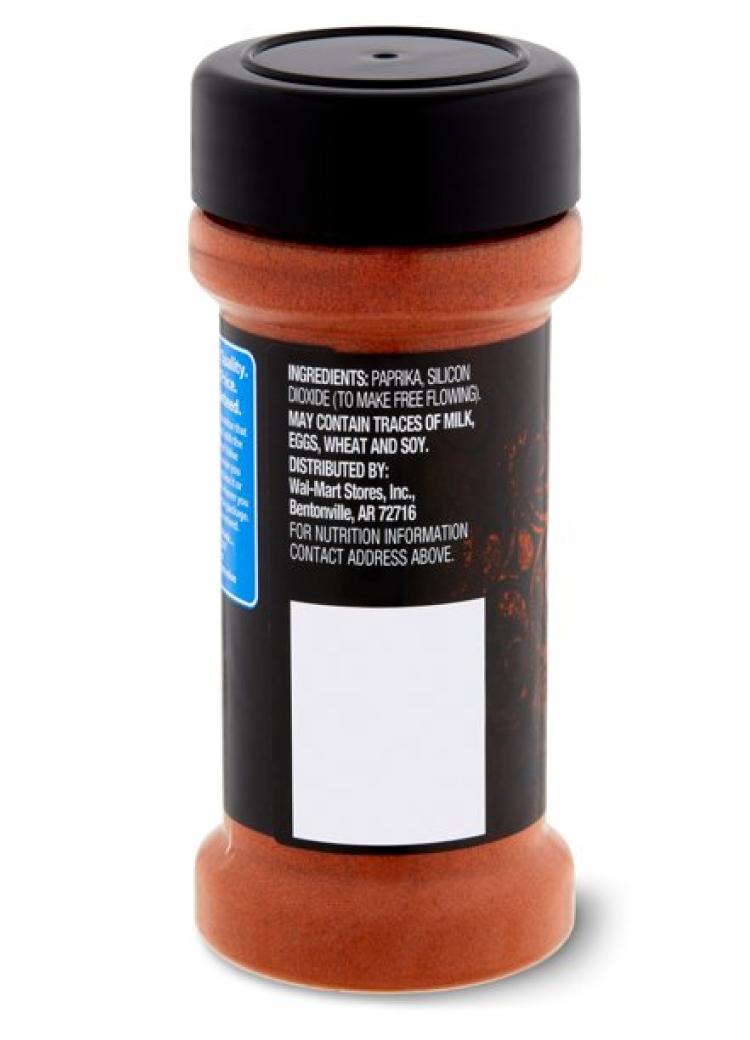 INGREDIENTS: PAPRIKA, SILICON
DIOXIDE (TO MAKE FREE FLOWING).
MAY CONTAIN TRACES OF MILK,
EGGS, WHEAT AND SOY.
DISTRIBUTED BY:
Wal-Mart Stores, Inc.,
Bentonville, AR 72716
FOR NUTRITION INFORMATION
CONTACT ADDRESS ABOVE.